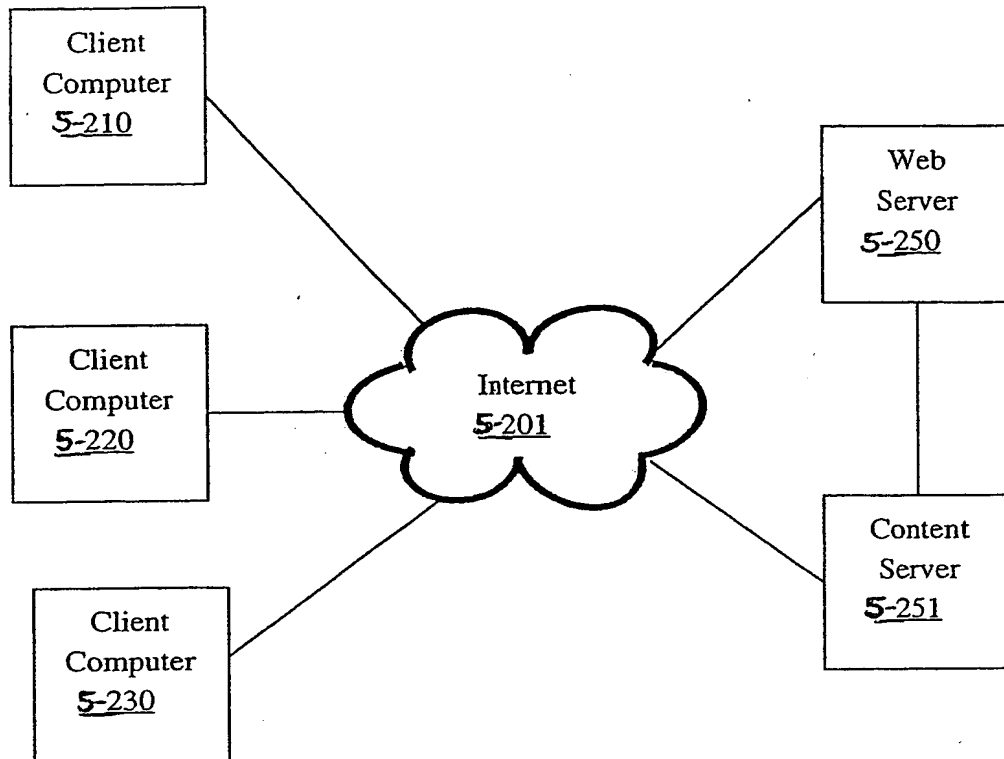 Client
Computer
5-210
Client
Computer
5-220
Client
Computer
5-230
Internet
5-201
Web
Server
5-250
Content
Server
5-251